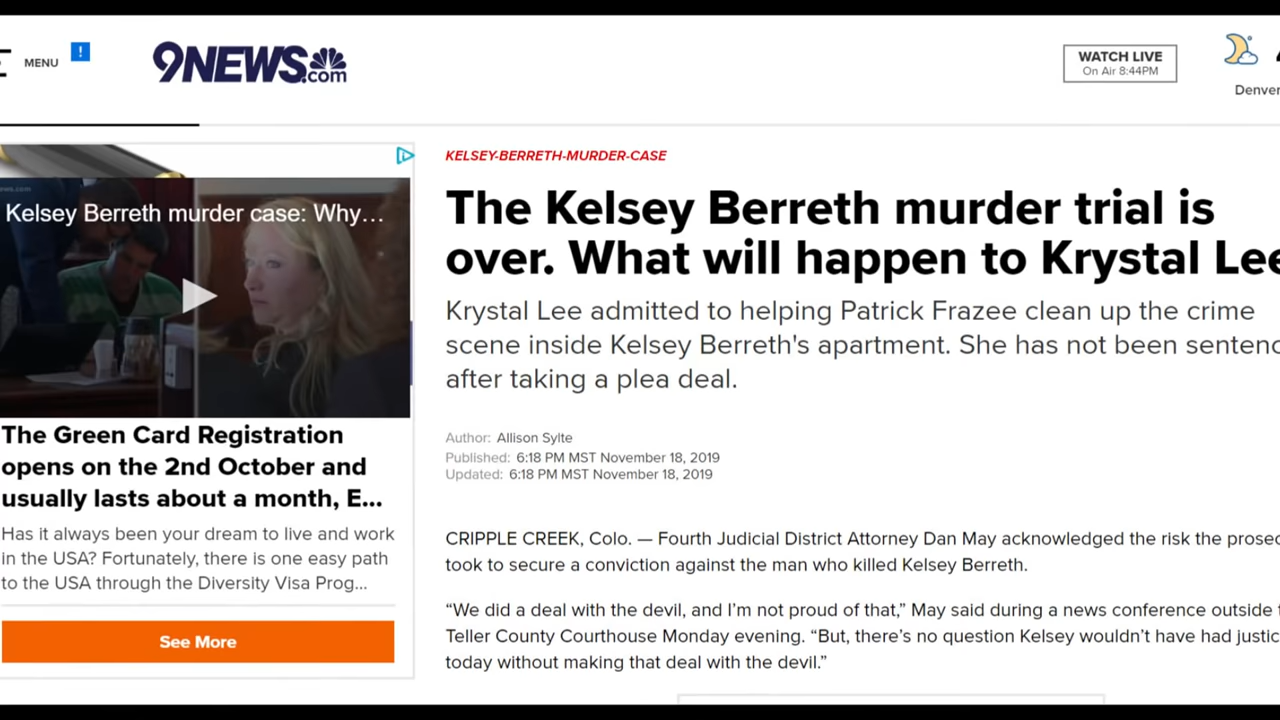 MENU
!
9NEWS.com
WATCH LIVE
On Air 8:44PM
Denver
news.com
Kelsey Berreth murder case: Why...
The Green Card Registration
opens on the 2nd October and
usually lasts about a month, E...
Has it always been your dream to live and work
in the USA? Fortunately, there is one easy path
to the USA through the Diversity Visa Prog...
See More
KELSEY-BERRETH-MURDER-CASE
The Kelsey Berreth murder trial is
over. What will happen to Krystal Lee
Krystal Lee admitted to helping Patrick Frazee clean up the crime
scene inside Kelsey Berreth's apartment. She has not been sentenc
after taking a plea deal.
Author: Allison Sylte
Published: 6:18 PM MST November 18, 2019
Updated: 6:18 PM MST November 18, 2019
CRIPPLE CREEK, Colo. — Fourth Judicial District Attorney Dan May acknowledged the risk the prosec
took to secure a conviction against the man who killed Kelsey Berreth.
“We did a deal with the devil, and I’m not proud of that,” May said during a news conference outside t
Teller County Courthouse Monday evening. “But, there’s no question Kelsey wouldn’t have had justic
today without making that deal with the devil.”